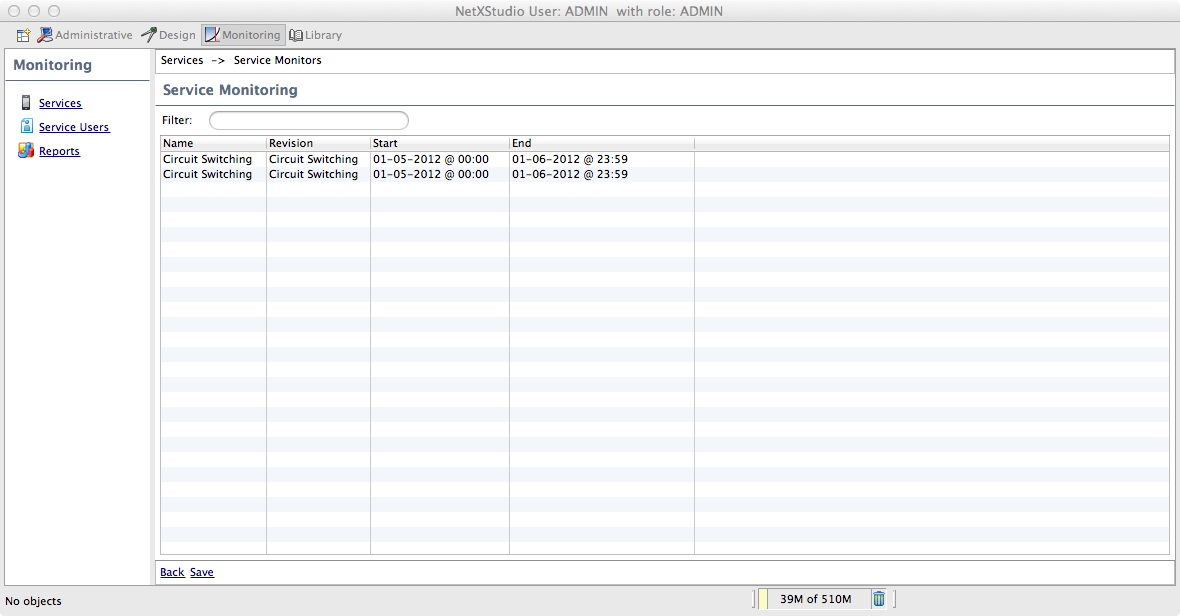 NetXStudio User: ADMIN  with role: ADMIN
Administrative Design Monitoring Library
Monitoring
Services
Service Users
Reports
Services -> Service Monitors
Service Monitoring
Filter:
Name Revision Start End
Circuit Switching Circuit Switching 01-05-2012 @ 00:00 01-06-2012 @ 23:59
Circuit Switching Circuit Switching 01-05-2012 @ 00:00 01-06-2012 @ 23:59
Back Save
No objects
39M of 510M